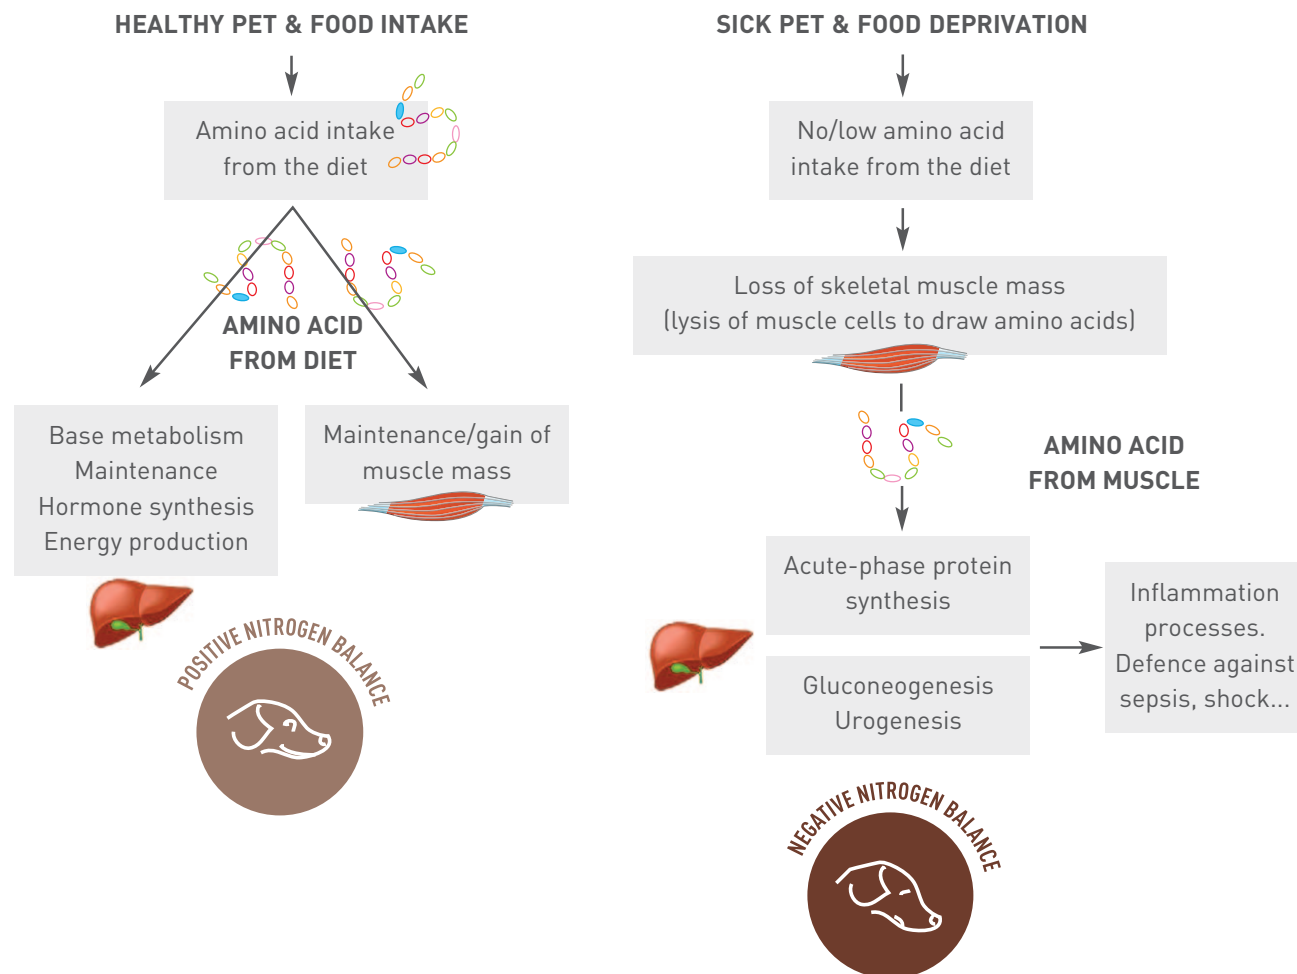 HEALTHY PET & FOOD INTAKE
Amino acid intake
from the diet
AMINO ACID
FROM DIET
Base metabolism
Maintenance
Hormone synthesis
Energy production
Maintenance/gain of
muscle mass
POSITIVE NITROGEN BALANCE
SICK PET & FOOD DEPRIVATION
No/low amino acid
intake from the diet
Loss of skeletal muscle mass
(lysis of muscle cells to draw amino acids)
AMINO ACID
FROM MUSCLE
Acute-phase protein
synthesis
Gluconeogenesis
Urogenesis
Inflammation
processes.
Defence against
sepsis, shock...
NEGATIVE NITROGEN BALANCE